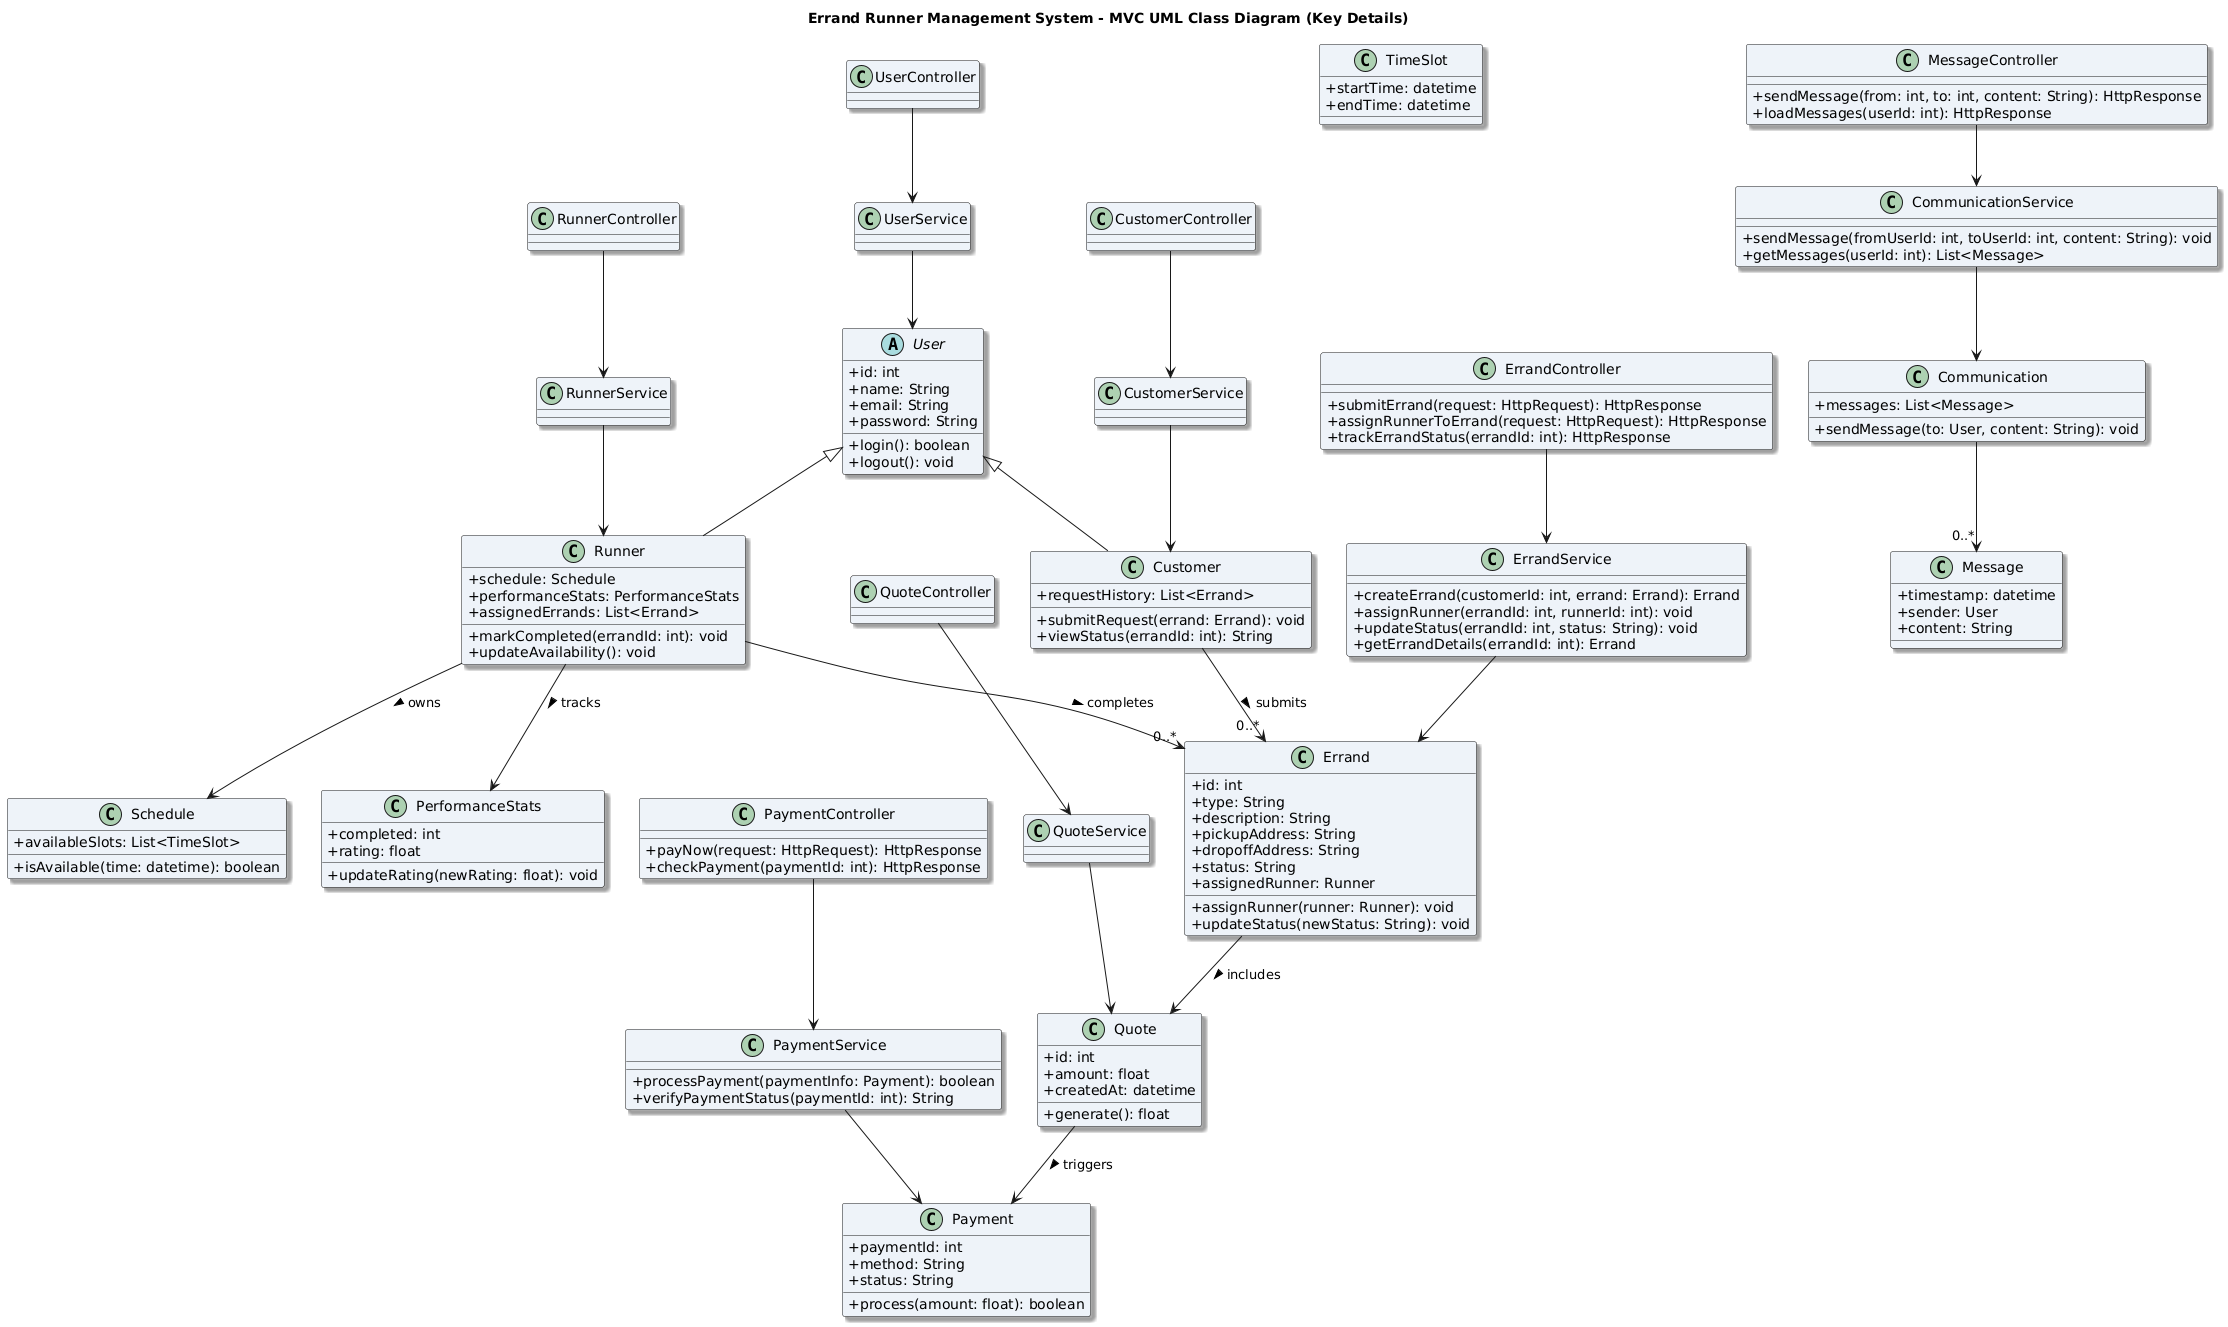 Errand Runner Management System - MVC UML Class Diagram (Key Details)
C UserController
C TimeSlot
+startTime: datetime
+endTime: datetime
C MessageController
+sendMessage(from: int, to: int, content: String): HttpResponse
+loadMessages(userId: int): HttpResponse
C RunnerController
C UserService
C CustomerController
C CommunicationService
+sendMessage(fromUserId: int, toUserId: int, content: String): void
+getMessages(userId: int): List<Message>
C RunnerService
A User
+id: int
+name: String
+email: String
+password: String
+login(): boolean
+logout(): void
C CustomerService
C ErrandController
+submitErrand(request: HttpRequest): HttpResponse
+assignRunnerToErrand(request: HttpRequest): HttpResponse
+trackErrandStatus(errandId: int): HttpResponse
C Communication
+messages: List<Message>
+sendMessage(to: User, content: String): void
0..*
C Runner
+schedule: Schedule
+performanceStats: PerformanceStats
+assignedErrands: List<Errand>
+markCompleted(errandId: int): void
+updateAvailability(): void
C QuoteController
C Customer
+requestHistory: List<Errand>
+submitRequest(errand: Errand): void
+viewStatus(errandId: int): String
C ErrandService
+createErrand(customerId: int, errand: Errand): Errand
+assignRunner(errandId: int, runnerId: int): void
+updateStatus(errandId: int, status: String): void
+getErrandDetails(errandId: int): Errand
C Message
+timestamp: datetime
+sender: User
+content: String
owns
tracks
completes
submits
0..*
0..*
C Schedule
+availableSlots: List<TimeSlot>
+isAvailable(time: datetime): boolean
C PerformanceStats
+completed: int
+rating: float
+updateRating(newRating: float): void
C PaymentController
+payNow(request: HttpRequest): HttpResponse
+checkPayment(paymentId: int): HttpResponse
C QuoteService
C Errand
+id: int
+type: String
+description: String
+pickupAddress: String
+dropoffAddress: String
+status: String
+assignedRunner: Runner
+assignRunner(runner: Runner): void
+updateStatus(newStatus: String): void
includes
C PaymentService
+processPayment(paymentInfo: Payment): boolean
+verifyPaymentStatus(paymentId: int): String
C Quote
+id: int
+amount: float
+createdAt: datetime
+generate(): float
triggers
C Payment
+paymentId: int
+method: String
+status: String
+process(amount: float): boolean